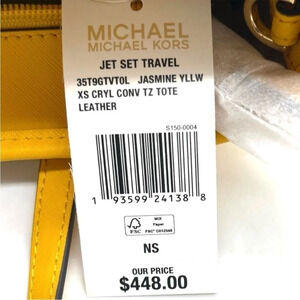 MICHAEL
MICHAEL KORS
JET SET TRAVEL
35T9GTVT0L JASMINE YLLW
XS CRYL CONV TZ TOTE
LEATHER
S150-0004
1 93599 24138 8
FSC
MIX
Paper
NS
OUR PRICE
$448.00